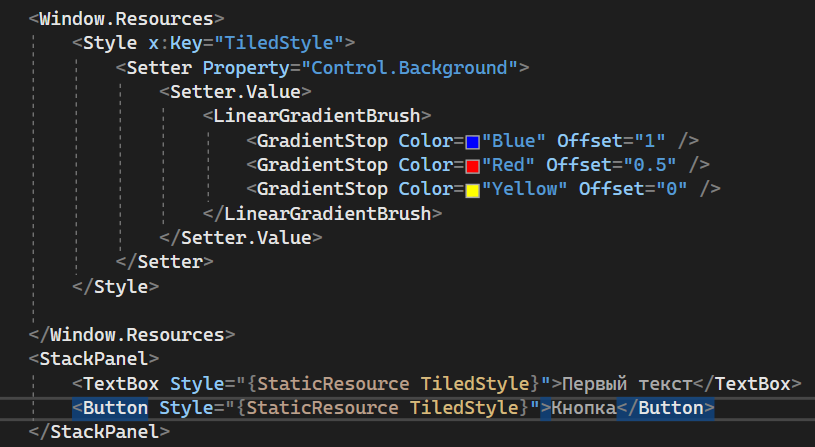 <Window.Resources>
<Style x:Key="TiledStyle">
<Setter Property="Control.Background">
<Setter.Value>
<LinearGradientBrush>
<GradientStop Color="Blue" Offset="1" />
<GradientStop Color="Red" Offset="0.5" />
<GradientStop Color="Yellow" Offset="0" />
</LinearGradientBrush>
</Setter.Value>
</Setter>
</Style>
</Window.Resources>
<StackPanel>
<TextBox Style="{StaticResource TiledStyle}">Первый текст</TextBox>
<Button Style="{StaticResource TiledStyle}">Кнопка</Button>
</StackPanel>